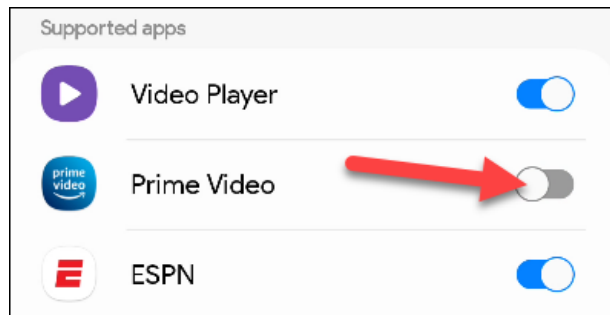 Supported apps
Video Player
prime
video
Prime Video
ESPN